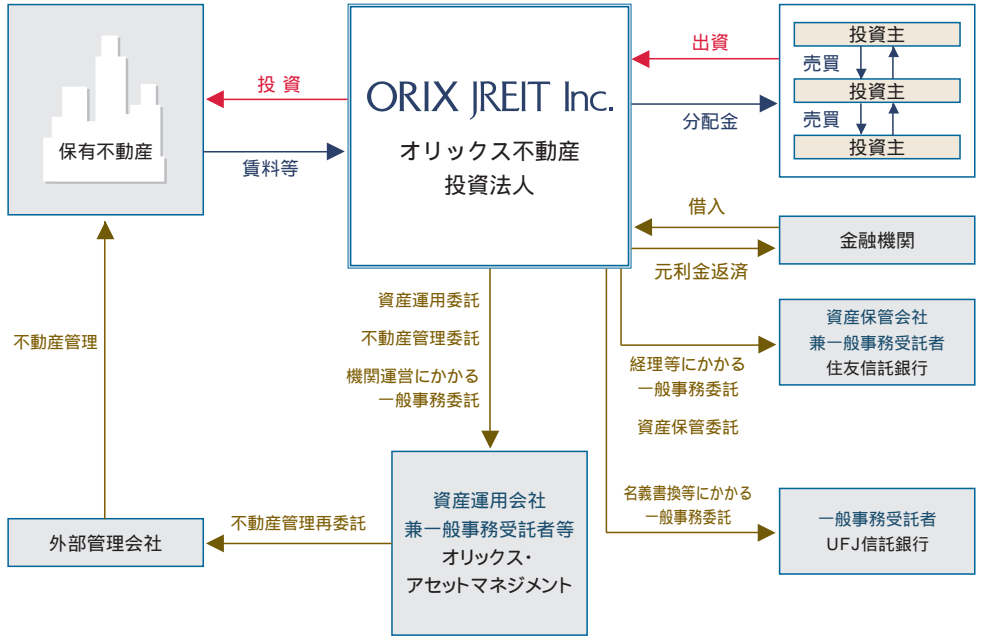 保有不動産
投 資
賃料等
ORIX JREIT Inc.
オリックス不動産
投資法人
出資
分配金
投資主
売買
投資主
売買
投資主
借入
元利金返済
金融機関
資産運用委託
不動産管理委託
機関運営にかかる
一般事務委託
経理等にかかる
一般事務委託
資産保管委託
資産保管会社
兼一般事務受託者
住友信託銀行
名義書換等にかかる
一般事務委託
一般事務受託者
UFJ信託銀行
不動産管理
外部管理会社
不動産管理再委託
資産運用会社
兼一般事務受託者等
オリックス・
アセットマネジメント